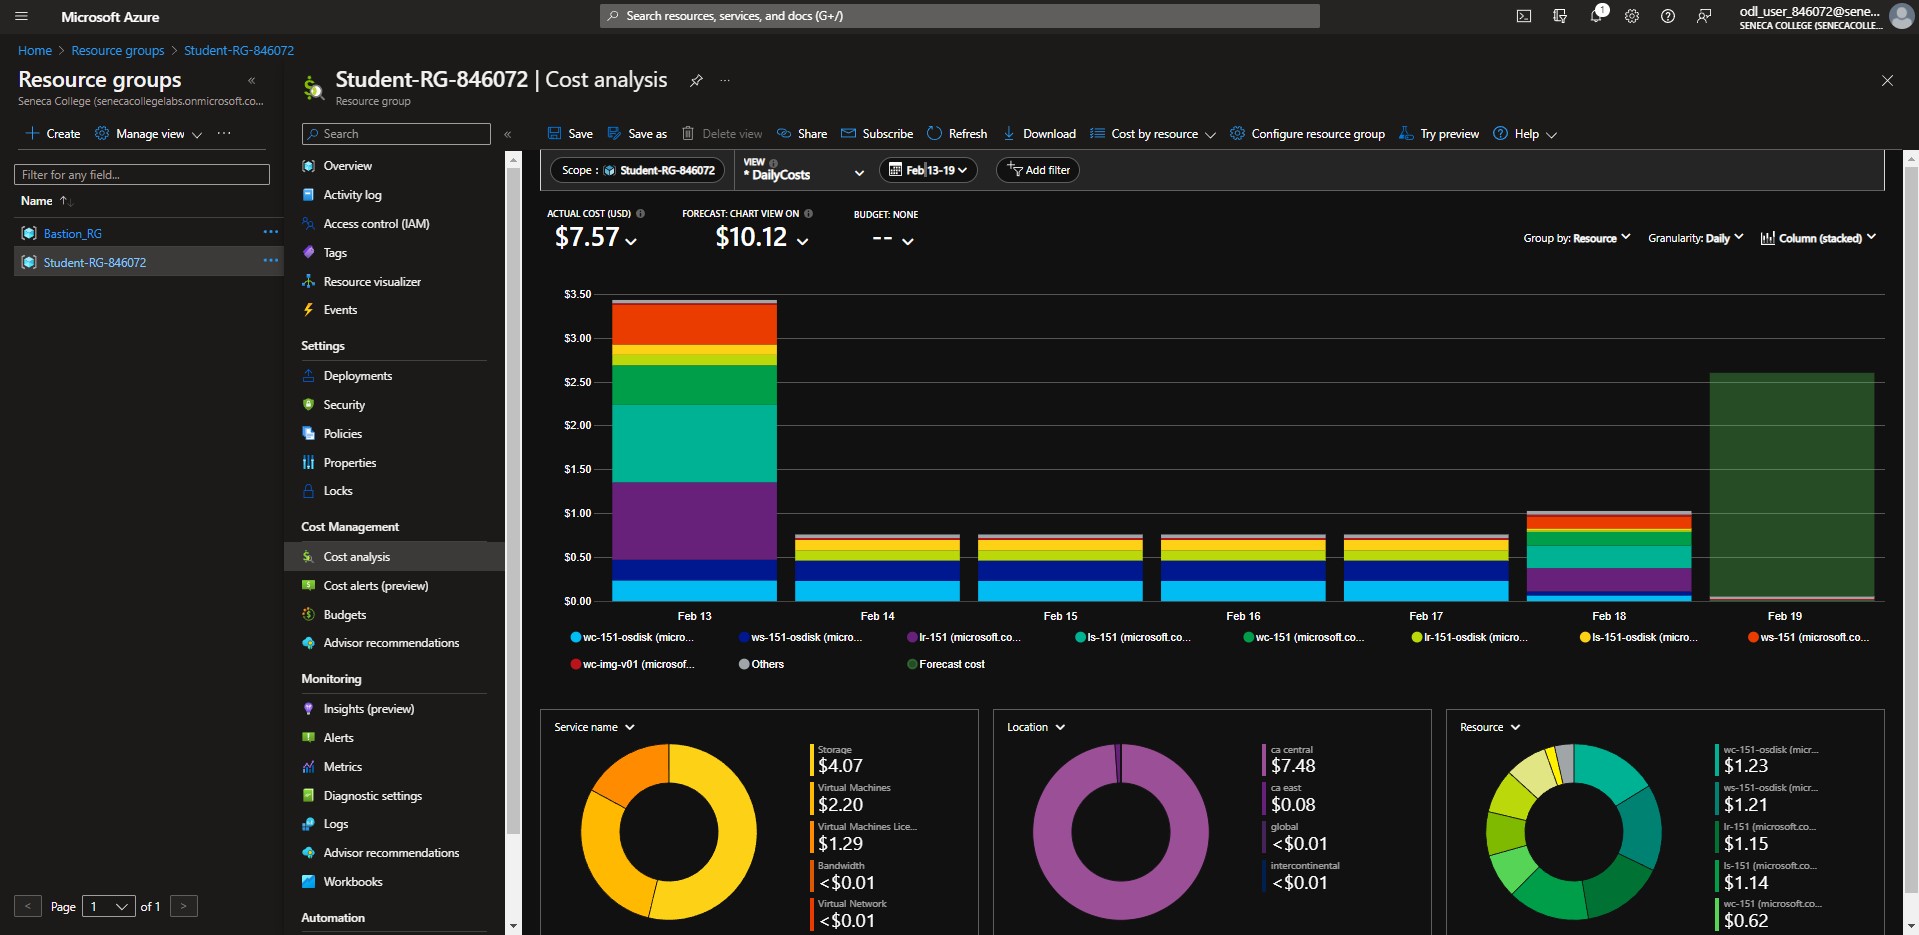 Microsoft Azure
Search resources, services, and docs (G+/)
1
odl_user_846072@sene...
SENECA COLLEGE (SENECACOLLE...
Home > Resource groups > Student-RG-846072
Resource groups
Seneca College (senecacollegelabs.onmicrosoft.co...
Create
Manage view
Filter for any field...
Name
Bastion_RG
Student-RG-846072
< Page 1 of 1 >
Student-RG-846072 | Cost analysis
Resource group
Search
Overview
Activity log
Access control (IAM)
Tags
Resource visualizer
Events
Settings
Deployments
Security
Policies
Properties
Locks
Cost Management
Cost analysis
Cost alerts (preview)
Budgets
Advisor recommendations
Monitoring
Insights (preview)
Alerts
Metrics
Diagnostic settings
Logs
Advisor recommendations
Workbooks
Automation
Save
Save as
Delete view
Share
Subscribe
Refresh
Download
Cost by resource
Configure resource group
Try preview
Help
Scope : Student-RG-846072
VIEW
* DailyCosts
Feb 13-19
Add filter
ACTUAL COST (USD)
$7.57
FORECAST: CHART VIEW ON
$10.12
BUDGET: NONE
--
Group by: Resource
Granularity: Daily
Column (stacked)
$3.50
$3.00
$2.50
$2.00
$1.50
$1.00
$0.50
$0.00
Feb 13 Feb 14 Feb 15 Feb 16 Feb 17 Feb 18 Feb 19
wc-151-osdisk (micro...
ws-151-osdisk (micro...
lr-151 (microsoft.co...
ls-151 (microsoft.co...
wc-151 (microsoft.co...
lr-151-osdisk (micro...
ls-151-osdisk (micro...
ws-151 (microsoft.co...
wc-img-v01 (microsof...
Others
Forecast cost
Service name
Storage
$4.07
Virtual Machines
$2.20
Virtual Machines Lice...
$1.29
Bandwidth
<$0.01
Virtual Network
<$0.01
Location
ca central
$7.48
ca east
$0.08
global
<$0.01
intercontinental
<$0.01
Resource
wc-151-osdisk (micr...
$1.23
ws-151-osdisk (micr...
$1.21
lr-151 (microsoft.co...
$1.15
ls-151 (microsoft.co...
$1.14
wc-151 (microsoft.co...
$0.62